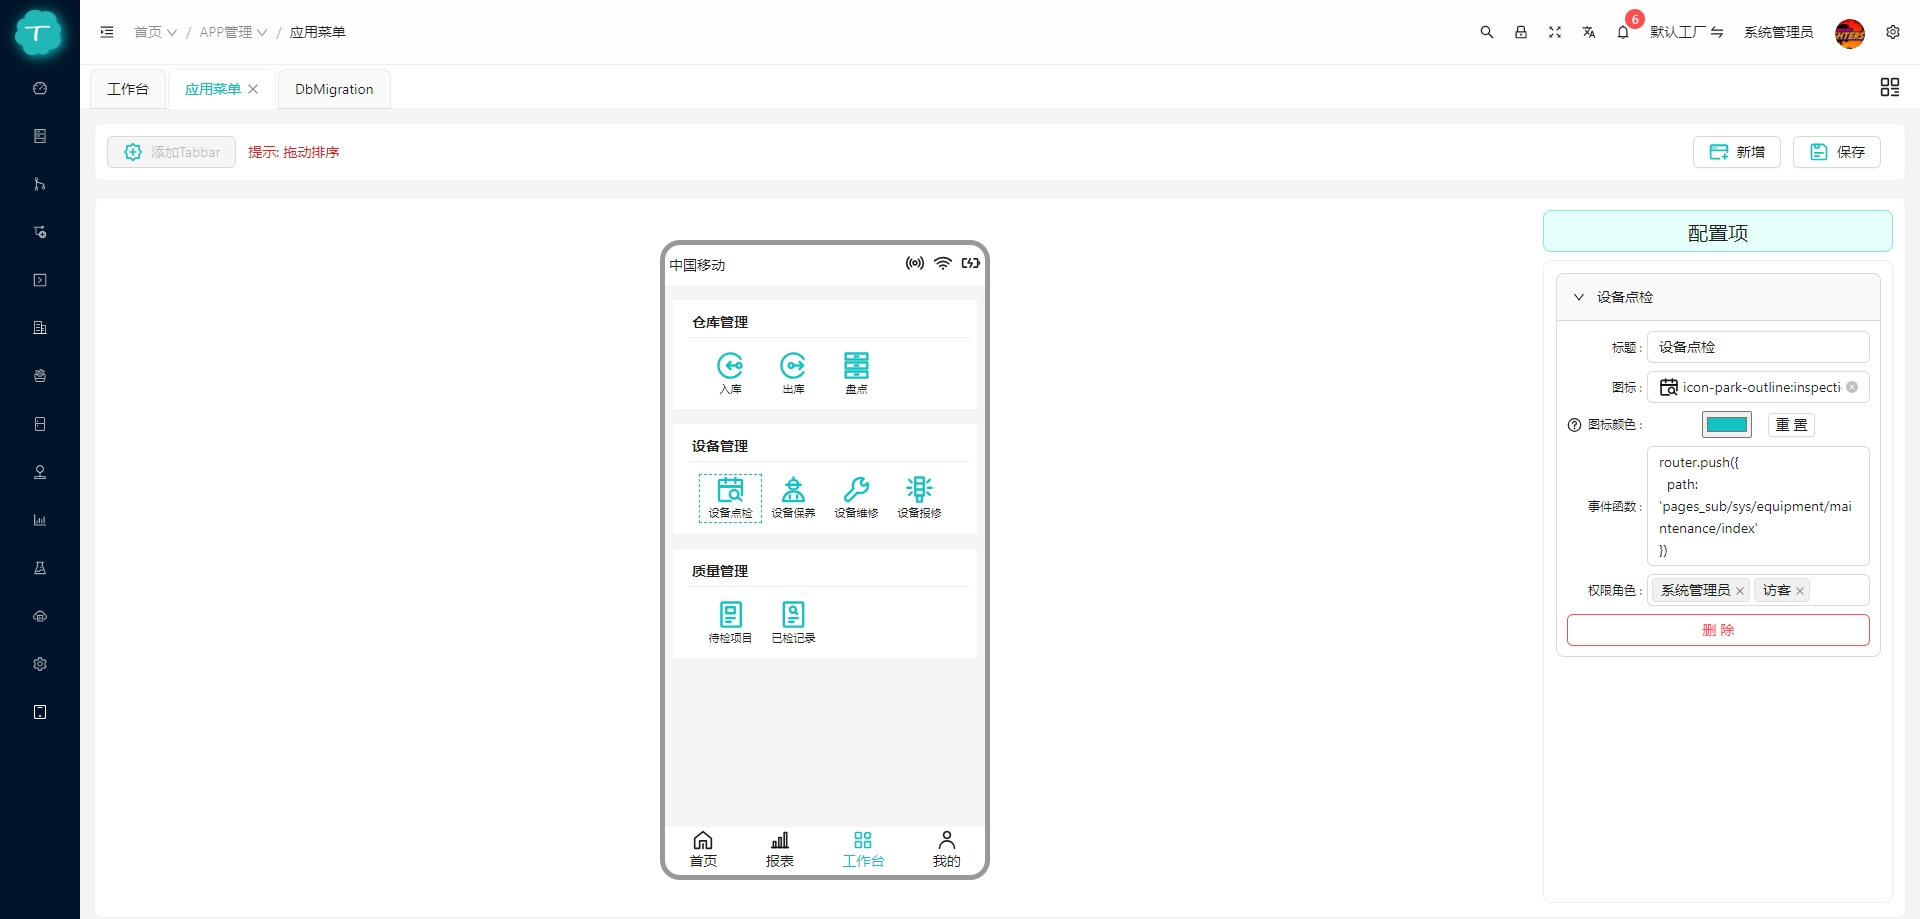 首页 / APP管理 / 应用菜单
6
默认工厂
系统管理员
工作台
应用菜单
DbMigration
添加Tabbar
提示: 拖动排序
新增
保存
中国移动
仓库管理
入库
出库
盘点
设备管理
设备点检
设备保养
设备维修
设备报修
质量管理
待检项目
已检记录
首页
报表
工作台
我的
配置项
设备点检
标题 : 设备点检
图标 : icon-park-outline:inspecti
图标颜色 : 重 置
事件函数 :
router.push({
path:
'pages_sub/sys/equipment/mai
ntenance/index'
})
权限角色 : 系统管理员 访客
删 除